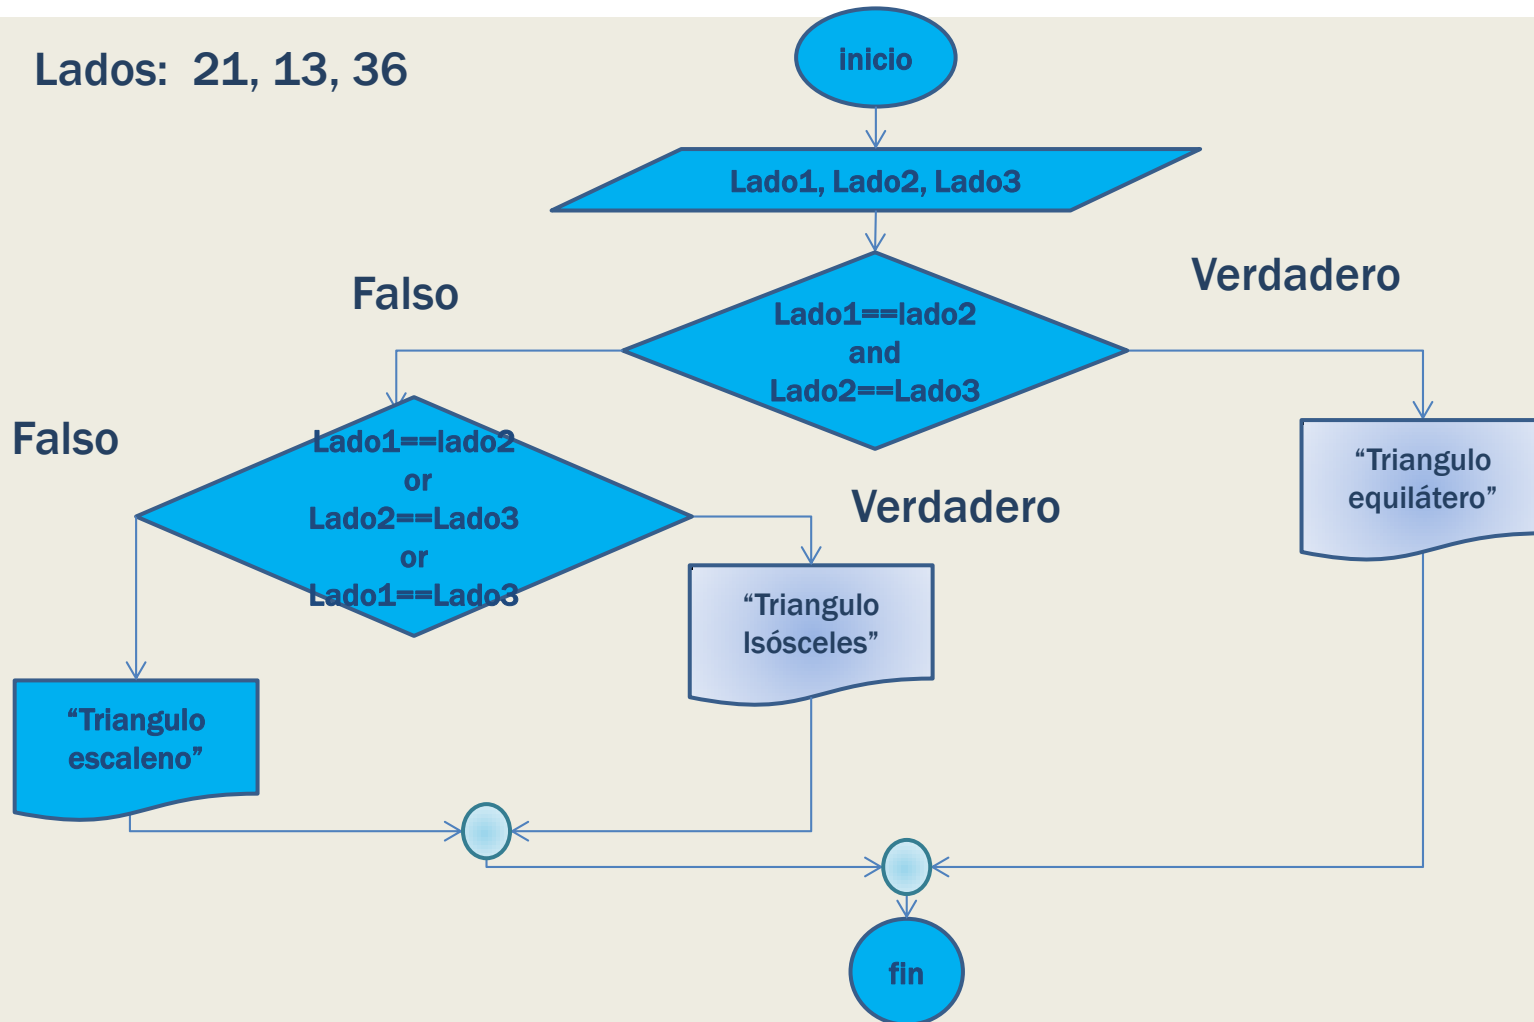 Lados: 21, 13, 36
inicio
Lado1, Lado2, Lado3
Falso
Verdadero
Lado1==lado2
and
Lado2==Lado3
Falso
Lado1==lado2
or
Lado2==Lado3
or
Lado1==Lado3
Verdadero
“Triangulo
equilátero”
“Triangulo
Isósceles”
“Triangulo
escaleno”
fin